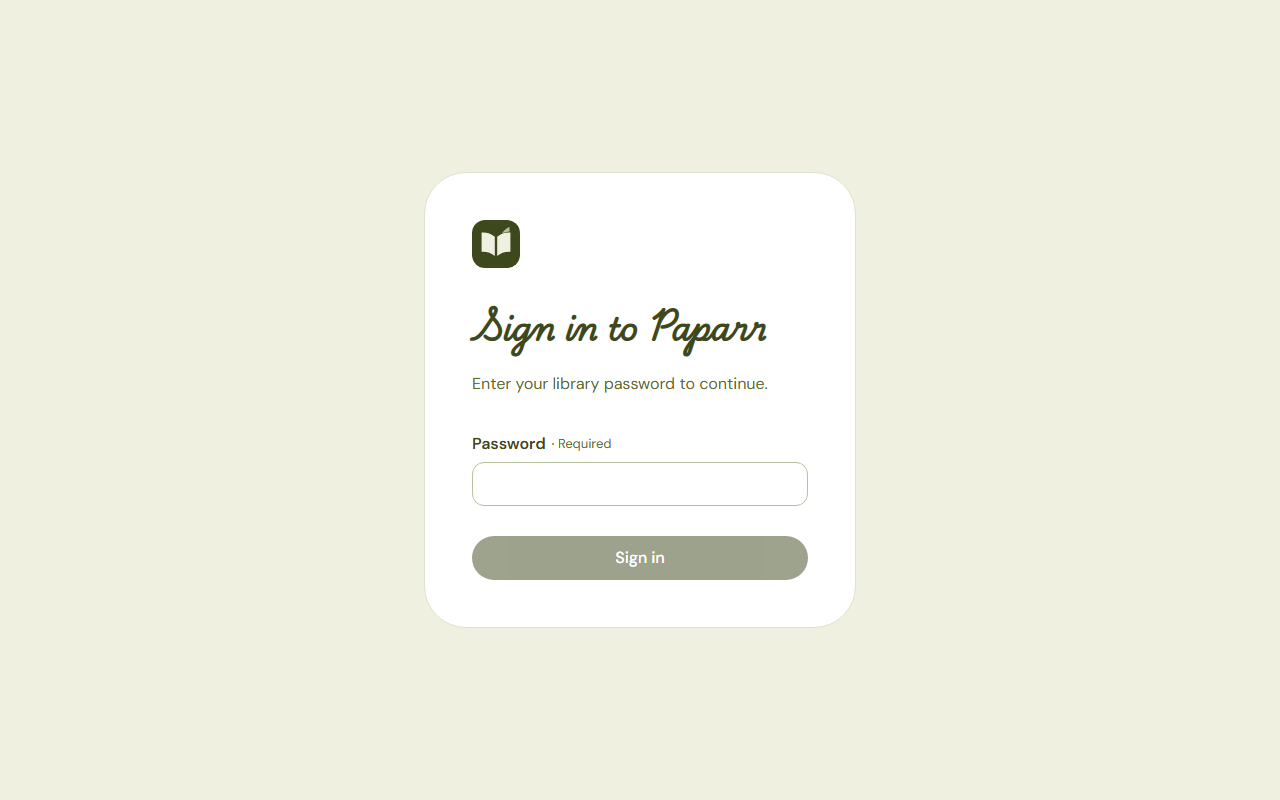 Sign in to Paparr
Enter your library password to continue.
Password · Required
Sign in